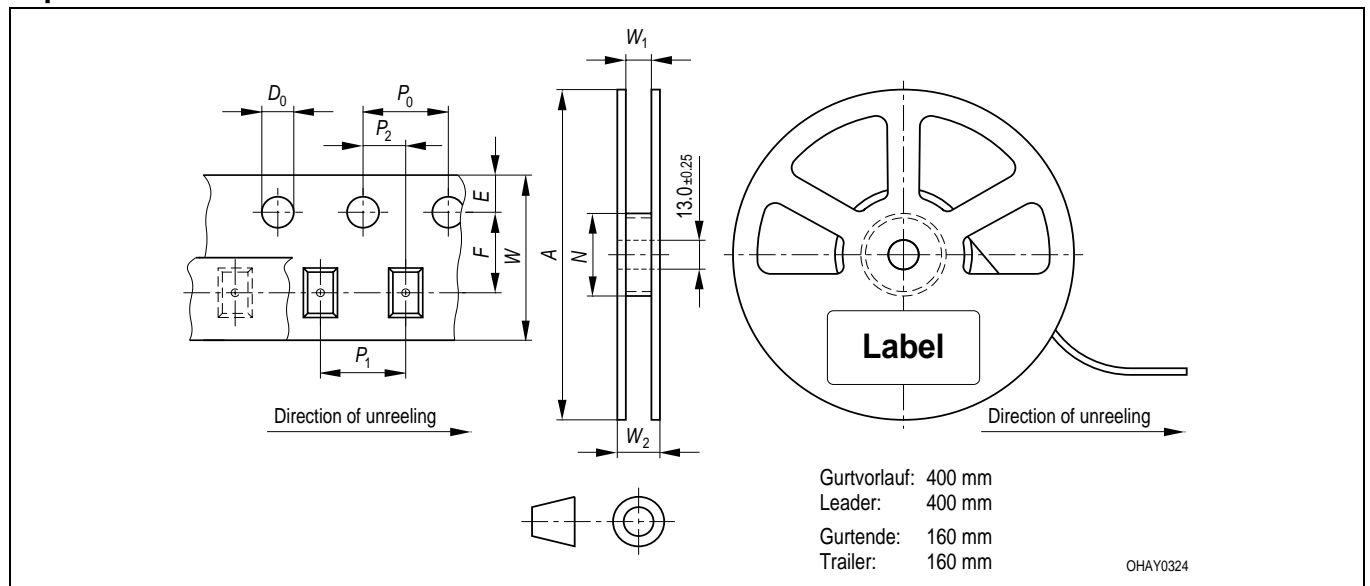 W₁
D₀
P₀
P₂
E
F
W
A
N
13.0±0.25
Label
P₁
Direction of unreeling
W₂
Direction of unreeling
Gurtvorlauf: 400 mm
Leader: 400 mm
Gurtende: 160 mm
Trailer: 160 mm
OHAY0324